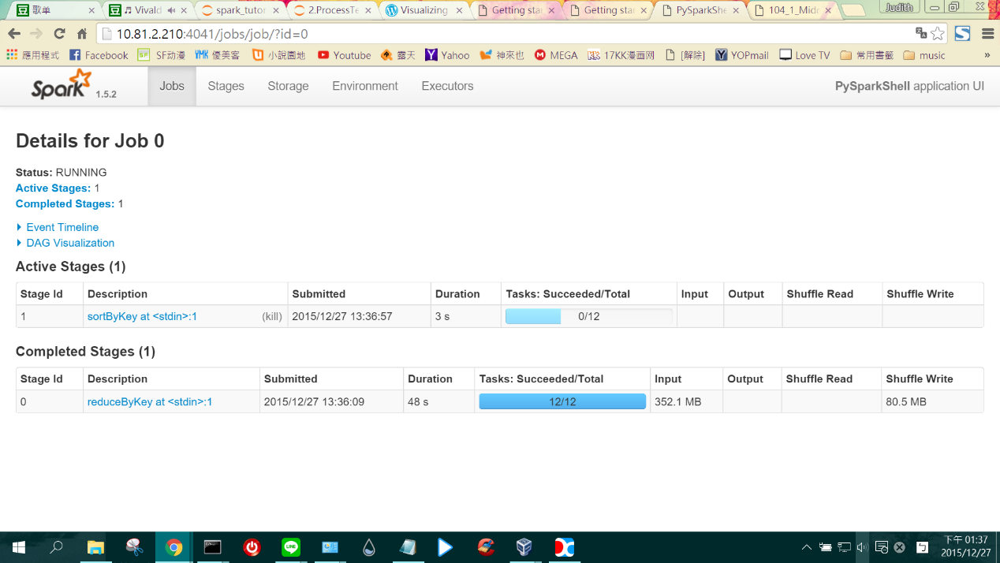 歌单 ♬ Vivald spark_tutor 2.ProcessTe Visualizing Getting star Getting star PySparkShe 104_1_Midd Judith
10.81.2.210:4041/jobs/job/?id=0
應用程式 Facebook SF动漫 優美客 小說園地 Youtube 露天 Yahoo 神來也 MEGA 17KK漫画网 [解除] YOPmail Love TV 常用書籤 music »
Spark 1.5.2 Jobs Stages Storage Environment Executors PySparkShell application UI
Details for Job 0
Status: RUNNING
Active Stages: 1
Completed Stages: 1
Event Timeline
DAG Visualization
Active Stages (1)
Stage Id Description Submitted Duration Tasks: Succeeded/Total Input Output Shuffle Read Shuffle Write
1 sortByKey at <stdin>:1 (kill) 2015/12/27 13:36:57 3 s 0/12
Completed Stages (1)
Stage Id Description Submitted Duration Tasks: Succeeded/Total Input Output Shuffle Read Shuffle Write
0 reduceByKey at <stdin>:1 2015/12/27 13:36:09 48 s 12/12 352.1 MB 80.5 MB
下午 01:37
2015/12/27